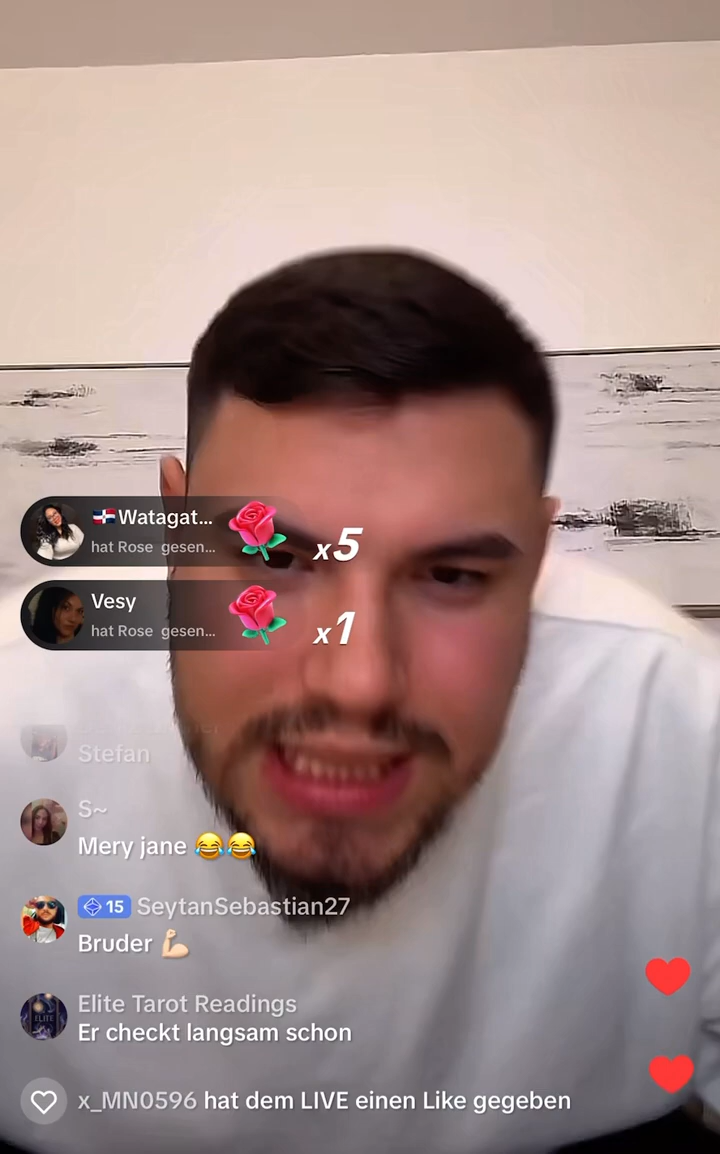 🇩🇴Watagat...
hat Rose gesen...
x5
Vesy
hat Rose gesen...
x1
Stefan
S~
Mery jane 😂😂
15 SeytanSebastian27
Bruder 💪🏻
ELITE
Elite Tarot Readings
Er checkt langsam schon
x_MN0596 hat dem LIVE einen Like gegeben